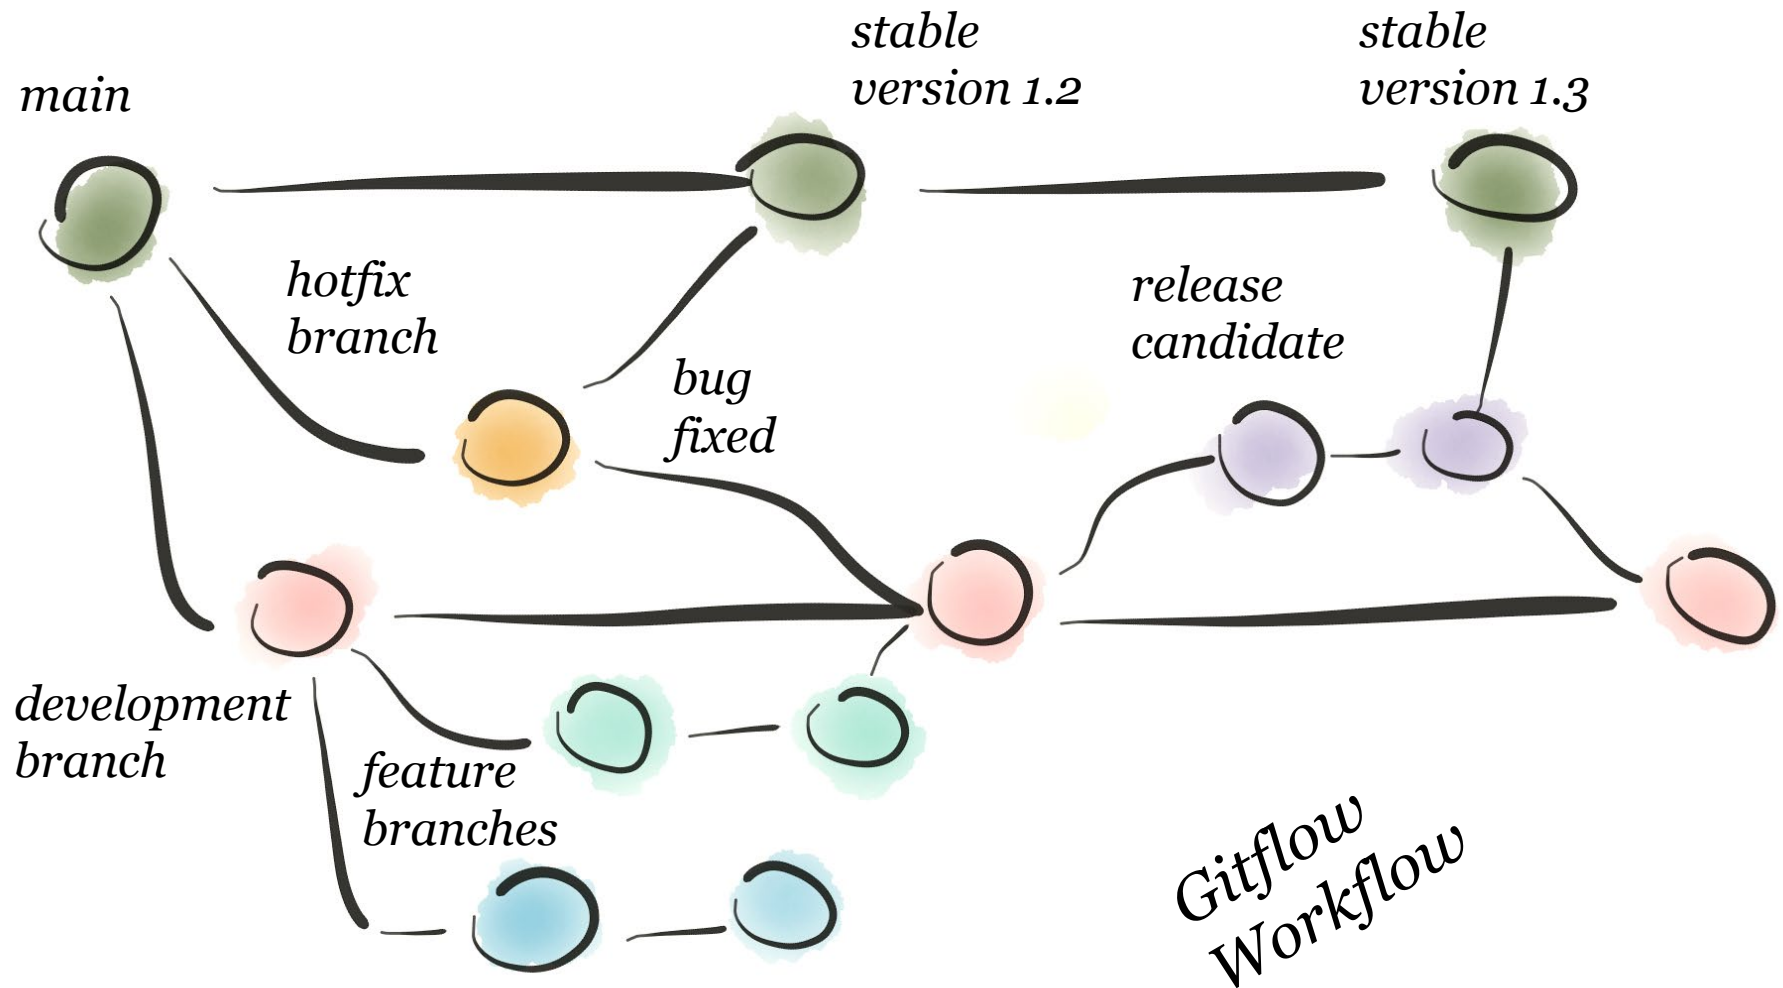 main
stable
version 1.2
stable
version 1.3
hotfix
branch
bug
fixed
release
candidate
development
branch
feature
branches
Gitflow
Workflow